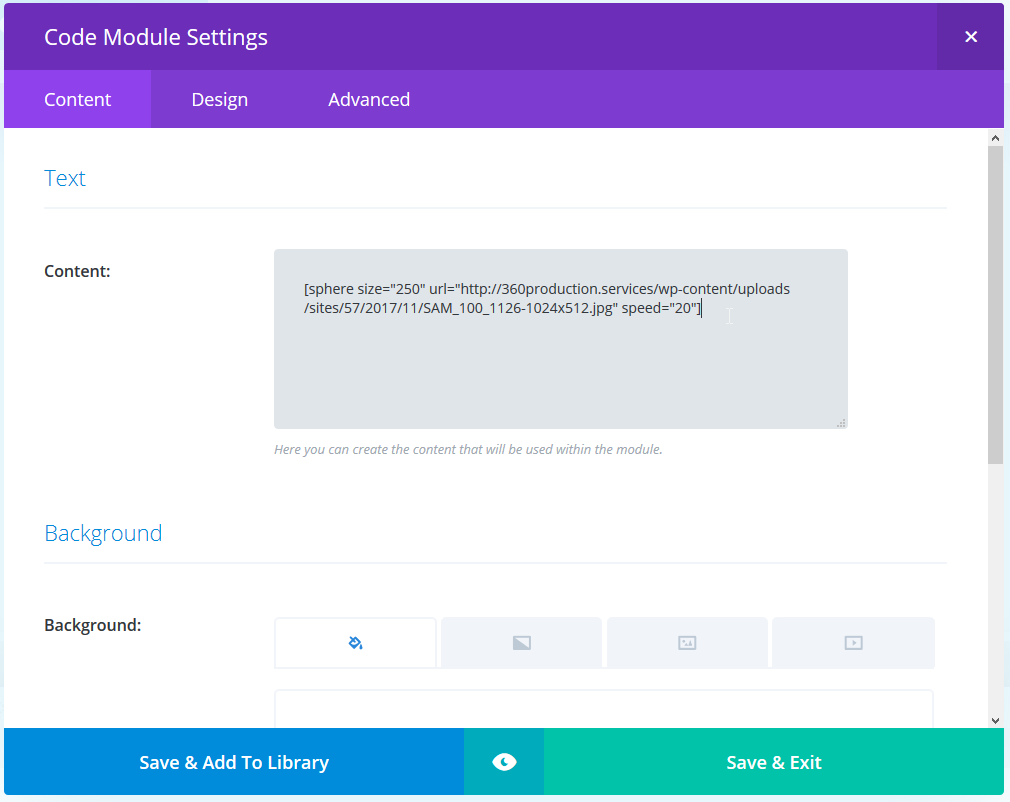 Code Module Settings
Content Design Advanced
Text
Content:
[sphere size="250" url="http://360production.services/wp-content/uploads
/sites/57/2017/11/SAM_100_1126-1024x512.jpg" speed="20"]
Here you can create the content that will be used within the module.
Background
Background:
Save & Add To Library Save & Exit